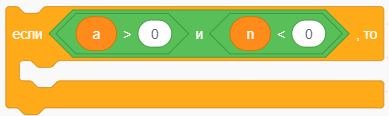 если a > 0 и n < 0 , то